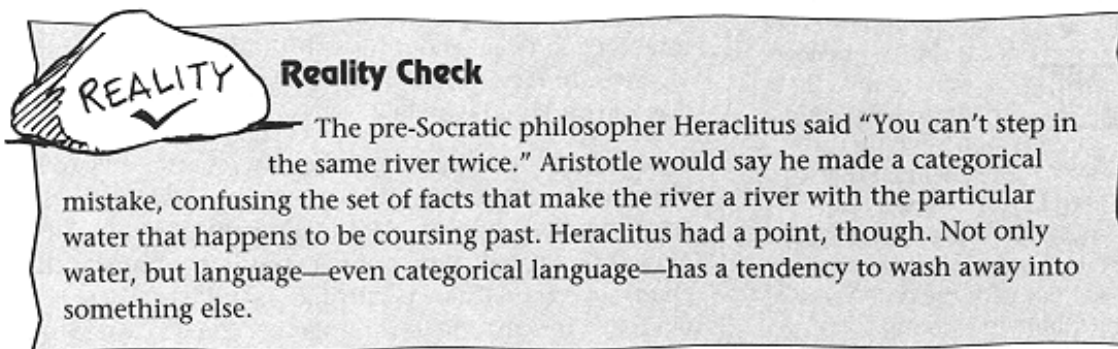 REALITY
Reality Check
The pre-Socratic philosopher Heraclitus said “You can’t step in
the same river twice.” Aristotle would say he made a categorical
mistake, confusing the set of facts that make the river a river with the particular
water that happens to be coursing past. Heraclitus had a point, though. Not only
water, but language—even categorical language—has a tendency to wash away into
something else.